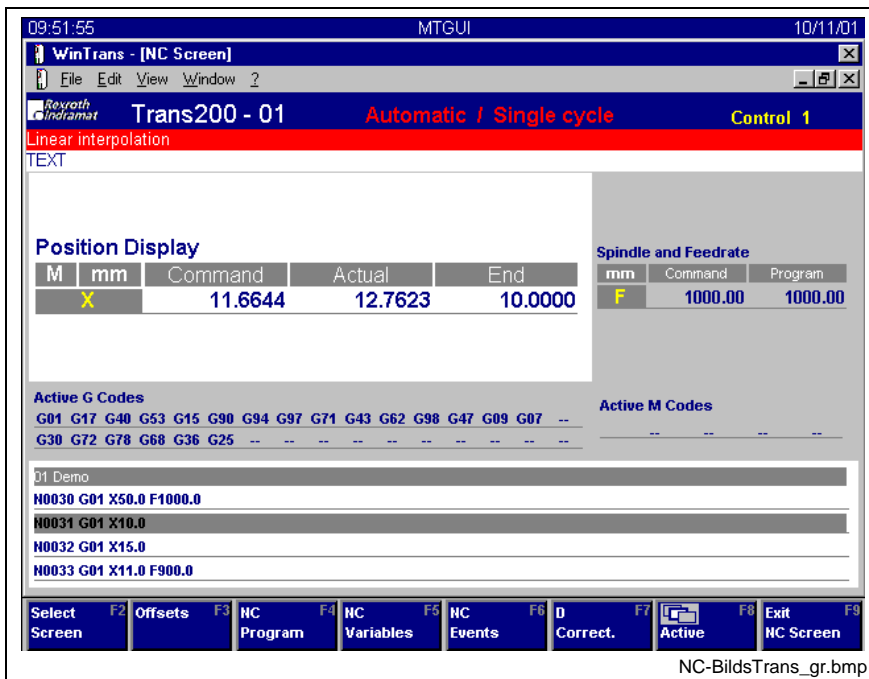 09:51:55 MTGUI 10/11/01
WinTrans - [NC Screen]
File Edit View Window ?
Rexroth
Indramat
Trans200 - 01 Automatic / Single cycle Control 1
Linear interpolation
TEXT
Position Display
M mm Command Actual End
X 11.6644 12.7623 10.0000
Spindle and Feedrate
mm Command Program
F 1000.00 1000.00
Active G Codes
G01 G17 G40 G53 G15 G90 G94 G97 G71 G43 G62 G98 G47 G09 G07 --
G30 G72 G78 G68 G36 G25 -- -- -- -- -- -- -- -- -- --
Active M Codes
-- -- -- --
01 Demo
N0030 G01 X50.0 F1000.0
N0031 G01 X10.0
N0032 G01 X15.0
N0033 G01 X11.0 F900.0
Select Screen F2
Offsets F3
NC Program F4
NC Variables F5
NC Events F6
D Correct. F7
Active F8
Exit NC Screen F9
NC-BildsTrans_gr.bmp